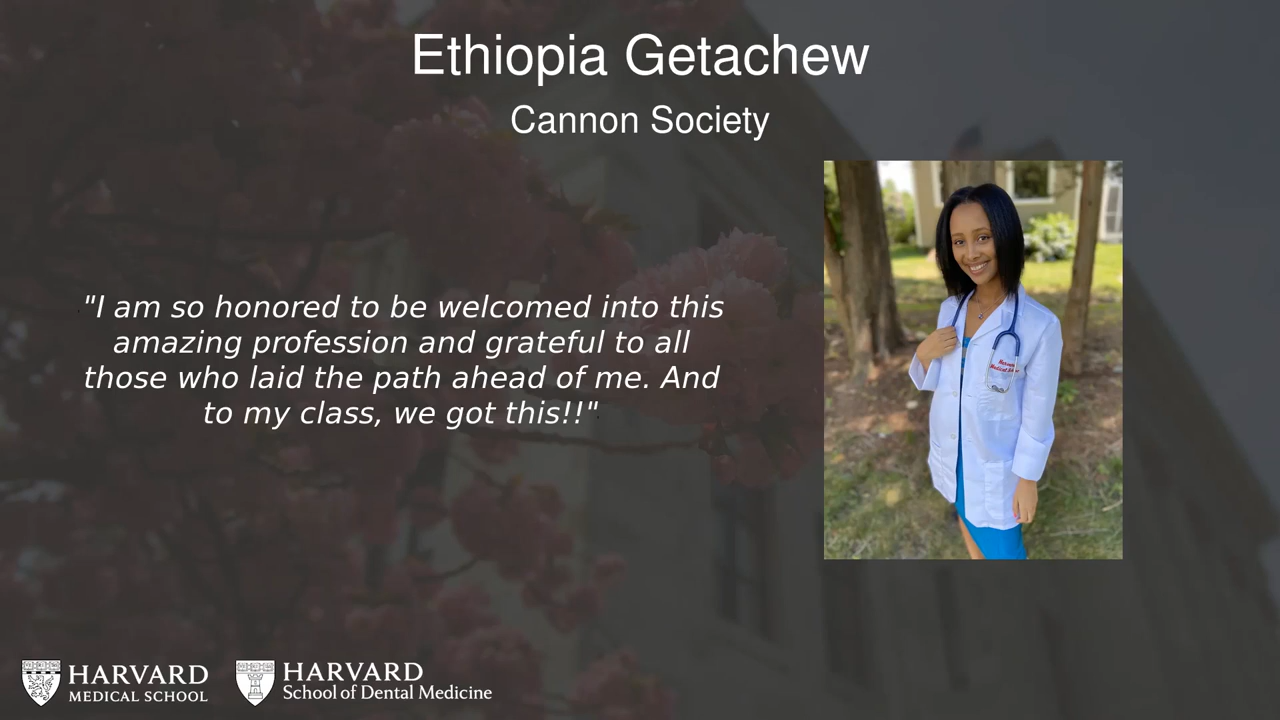 Ethiopia Getachew
Cannon Society
"I am so honored to be welcomed into this
amazing profession and grateful to all
those who laid the path ahead of me. And
to my class, we got this!!"
HARVARD
MEDICAL SCHOOL
HARVARD
School of Dental Medicine